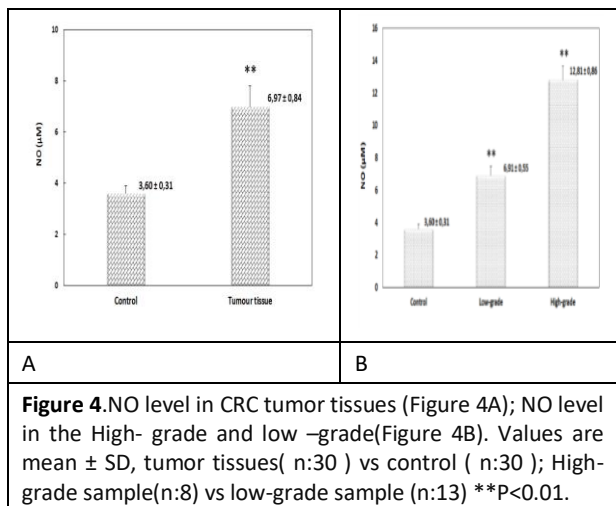 10
8
6
4
2
0
NO (µM)
3,60 ± 0,31
**
6,97 ± 0,84
Control
Tumour tissue
16
14
12
10
8
6
4
2
0
NO (µM)
3,60 ± 0,31
**
6,91 ± 0,55
**
12,81 ± 0,86
Control
Low-grade
High-grade
A
B
Figure 4.NO level in CRC tumor tissues (Figure 4A); NO level
in the High- grade and low –grade(Figure 4B). Values are
mean ± SD, tumor tissues( n:30 ) vs control ( n:30 ); High-
grade sample(n:8) vs low-grade sample (n:13) **P<0.01.